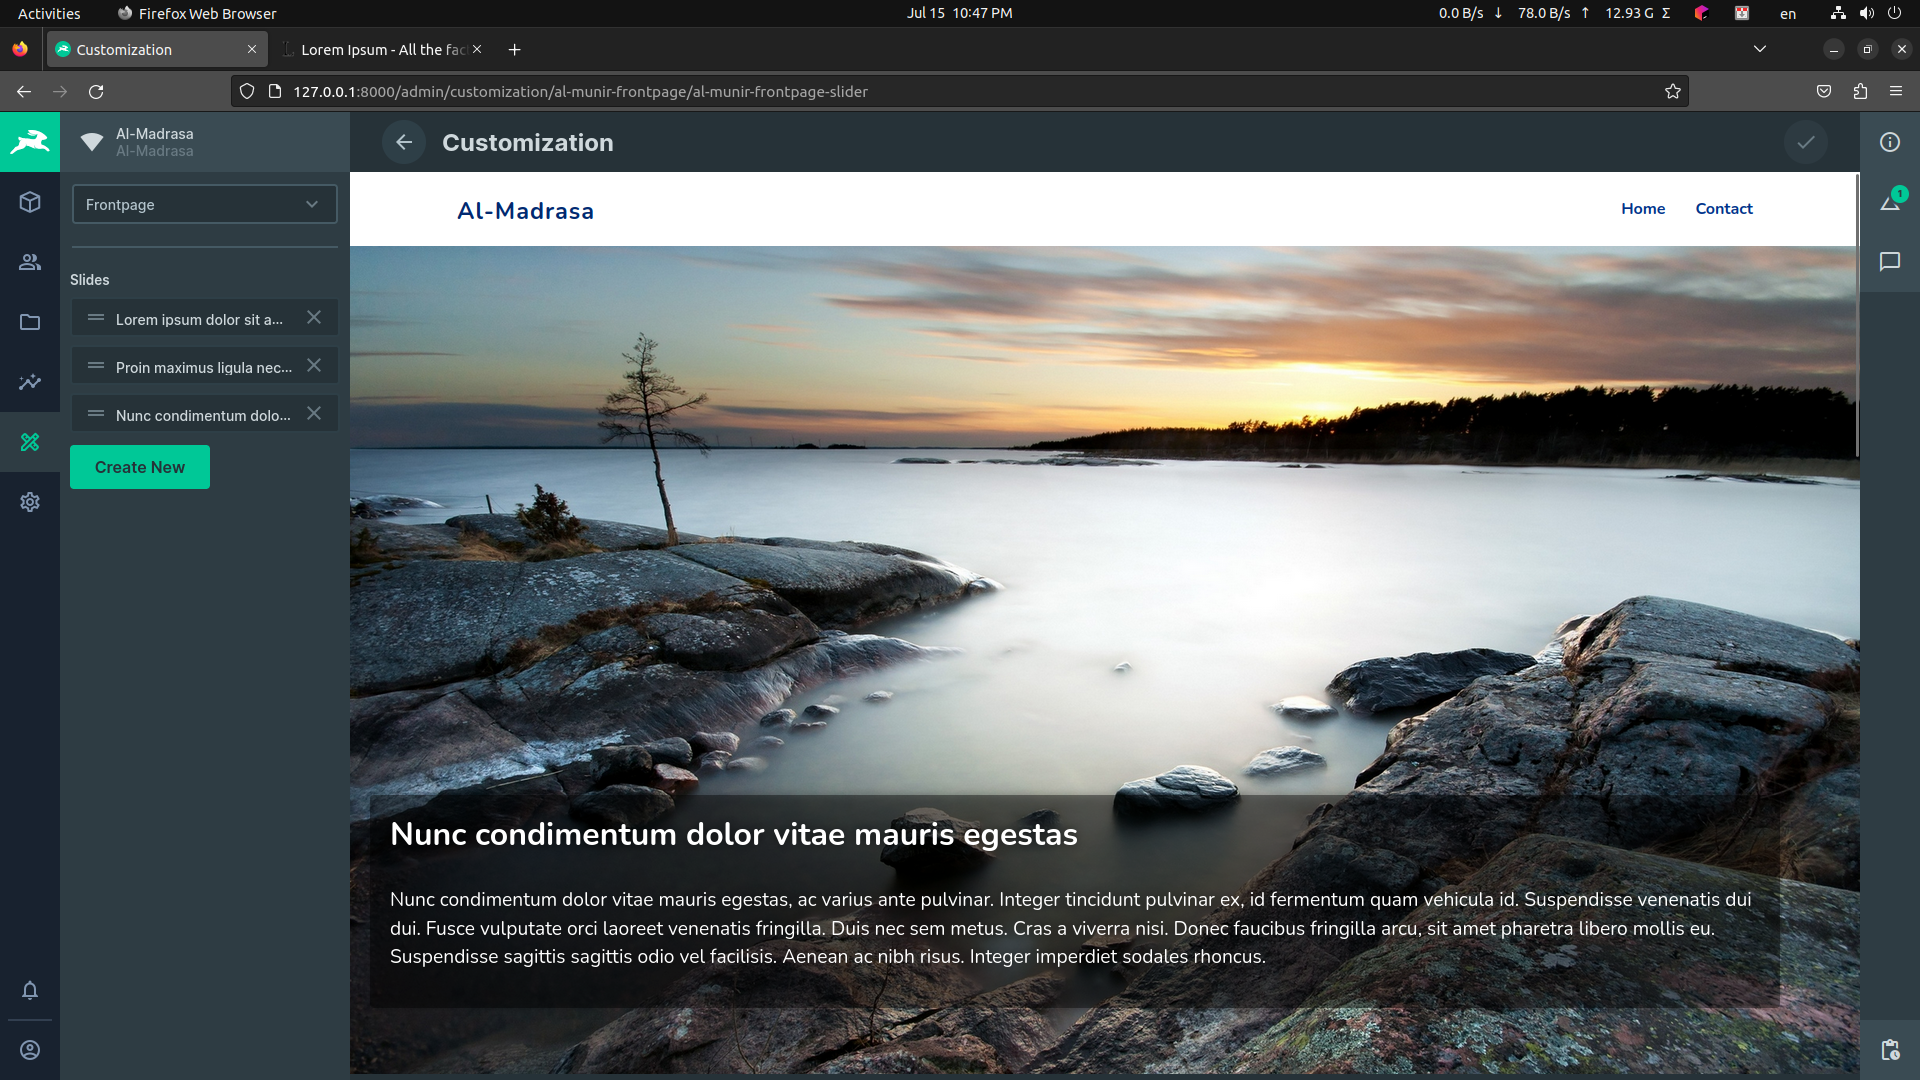 Activities
Firefox Web Browser
Jul 15 10:47 PM
0.0 B/s ↓ 78.0 B/s ↑ 12.93 G Σ
en
Customization
Lorem Ipsum - All the fac
127.0.0.1:8000/admin/customization/al-munir-frontpage/al-munir-frontpage-slider
Al-Madrasa
Al-Madrasa
Customization
1
Frontpage
Al-Madrasa
Home
Contact
Slides
Lorem ipsum dolor sit a...
Proin maximus ligula nec...
Nunc condimentum dolo...
Create New
Nunc condimentum dolor vitae mauris egestas
Nunc condimentum dolor vitae mauris egestas, ac varius ante pulvinar. Integer tincidunt pulvinar ex, id fermentum quam vehicula id. Suspendisse venenatis dui
dui. Fusce vulputate orci laoreet venenatis fringilla. Duis nec sem metus. Cras a viverra nisi. Donec faucibus fringilla arcu, sit amet pharetra libero mollis eu.
Suspendisse sagittis sagittis odio vel facilisis. Aenean ac nibh risus. Integer imperdiet sodales rhoncus.